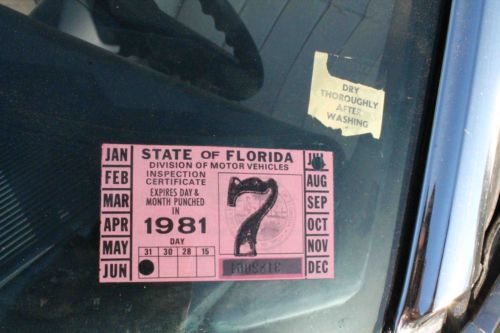 DRY
THOROUGHLY
AFTER
WASHING
JAN
FEB
MAR
APR
MAY
JUN
STATE OF FLORIDA
DIVISION OF MOTOR VEHICLES
INSPECTION
CERTIFICATE
EXPIRES DAY &
MONTH PUNCHED
IN
1981
DAY
31 30 28 15
7
AUG
SEP
OCT
NOV
DEC